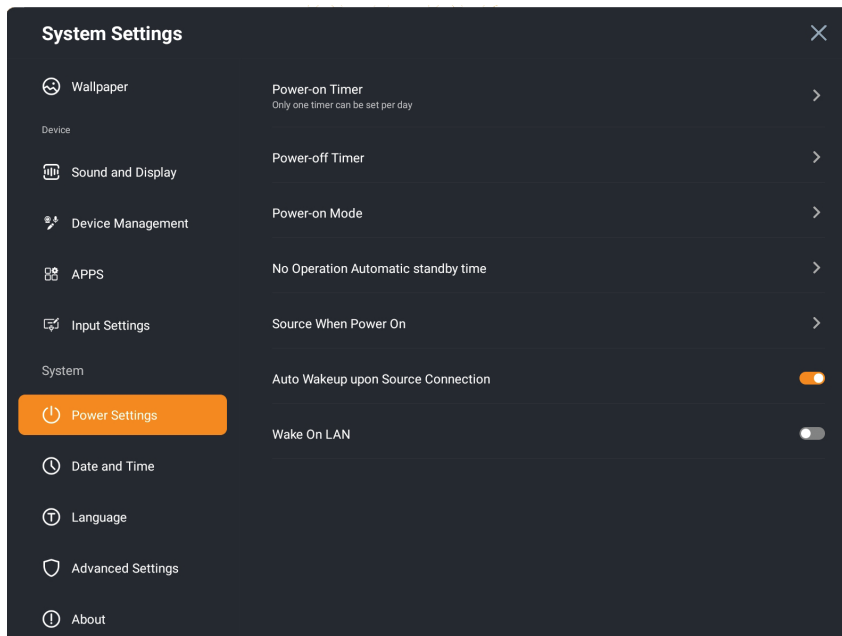 System Settings
Wallpaper
Device
Sound and Display
Device Management
APPS
Input Settings
System
Power Settings
Date and Time
Language
Advanced Settings
About
Power-on Timer
Only one timer can be set per day
Power-off Timer
Power-on Mode
No Operation Automatic standby time
Source When Power On
Auto Wakeup upon Source Connection
Wake On LAN